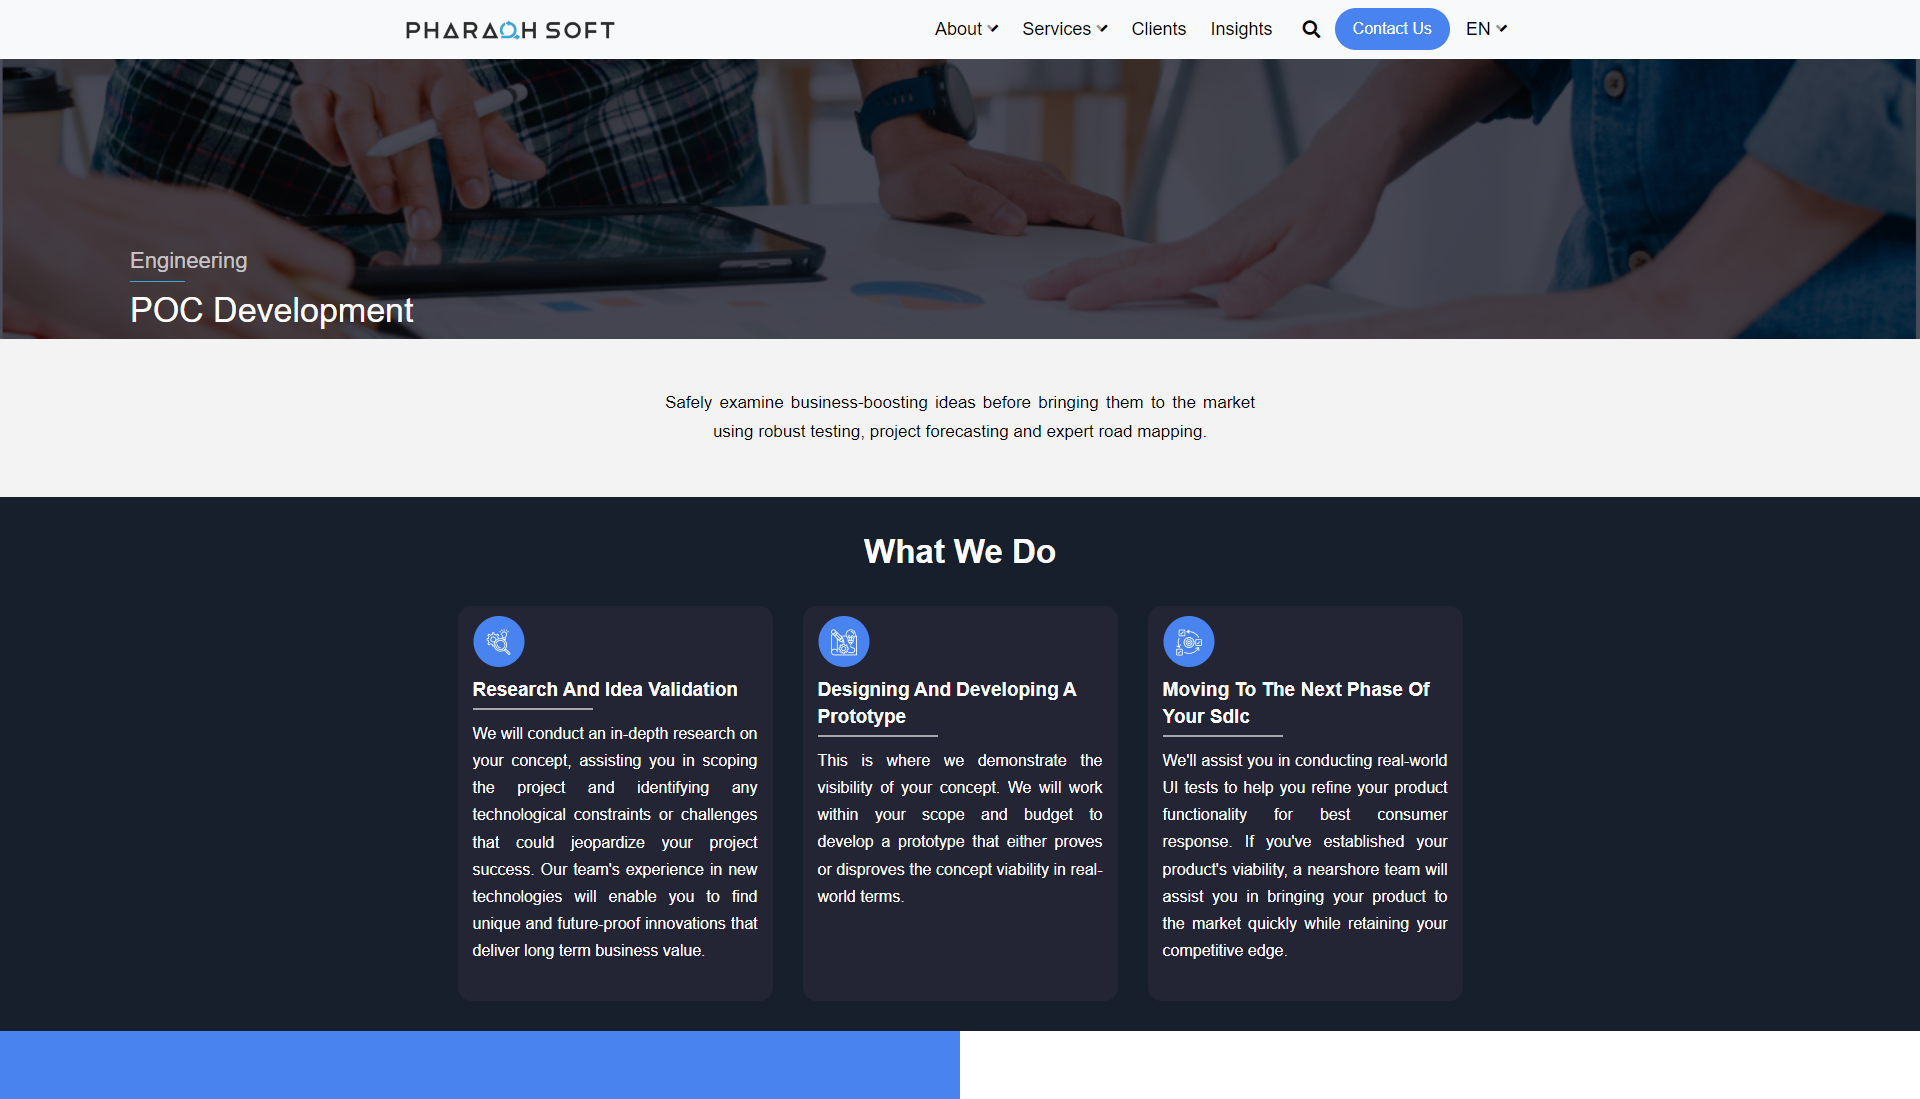 PHARAOH SOFT
About
Services
Clients
Insights
Contact Us
EN
Engineering
POC Development
Safely examine business-boosting ideas before bringing them to the market
using robust testing, project forecasting and expert road mapping.
What We Do
Research And Idea Validation
We will conduct an in-depth research on
your concept, assisting you in scoping
the project and identifying any
technological constraints or challenges
that could jeopardize your project
success. Our team's experience in new
technologies will enable you to find
unique and future-proof innovations that
deliver long term business value.
Designing And Developing A
Prototype
This is where we demonstrate the
visibility of your concept. We will work
within your scope and budget to
develop a prototype that either proves
or disproves the concept viability in real-
world terms.
Moving To The Next Phase Of
Your Sdlc
We'll assist you in conducting real-world
UI tests to help you refine your product
functionality for best consumer
response. If you've established your
product's viability, a nearshore team will
assist you in bringing your product to
the market quickly while retaining your
competitive edge.